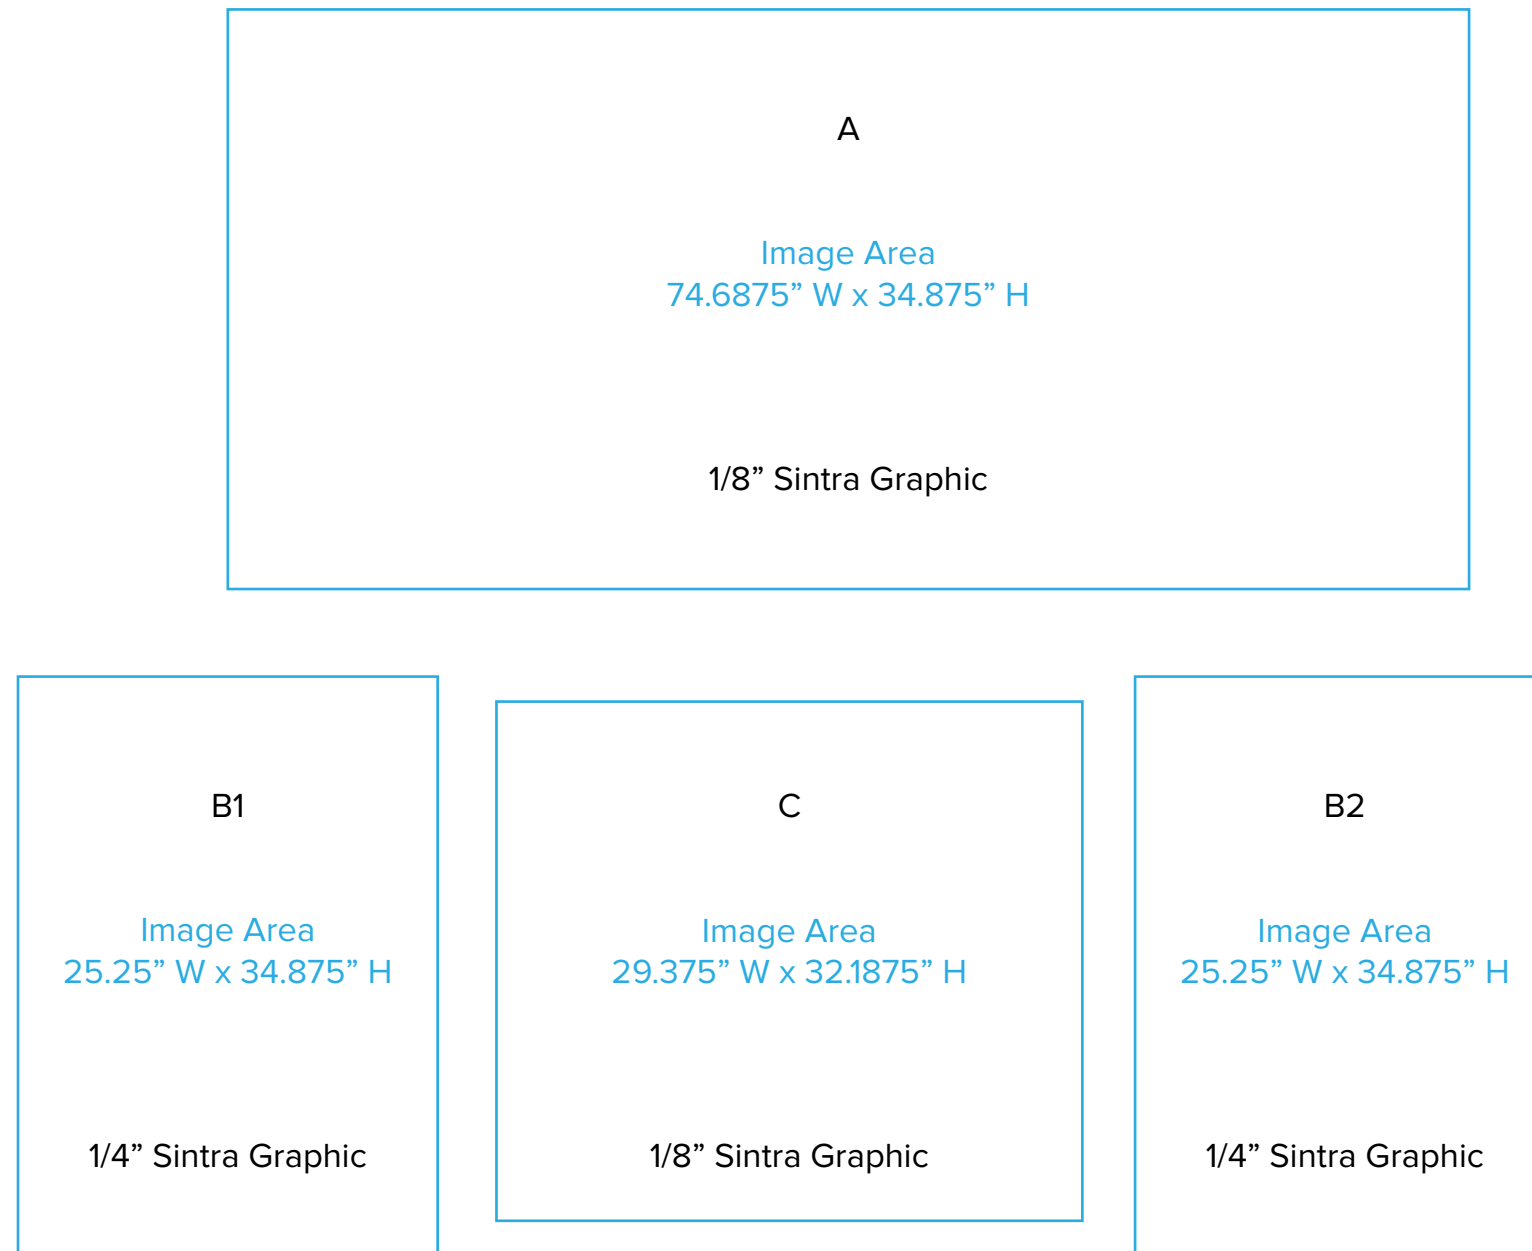 A
Image Area
74.6875” W x 34.875” H
1/8” Sintra Graphic
B1
Image Area
25.25” W x 34.875” H
1/4” Sintra Graphic
C
Image Area
29.375” W x 32.1875” H
1/8” Sintra Graphic
B2
Image Area
25.25” W x 34.875” H
1/4” Sintra Graphic